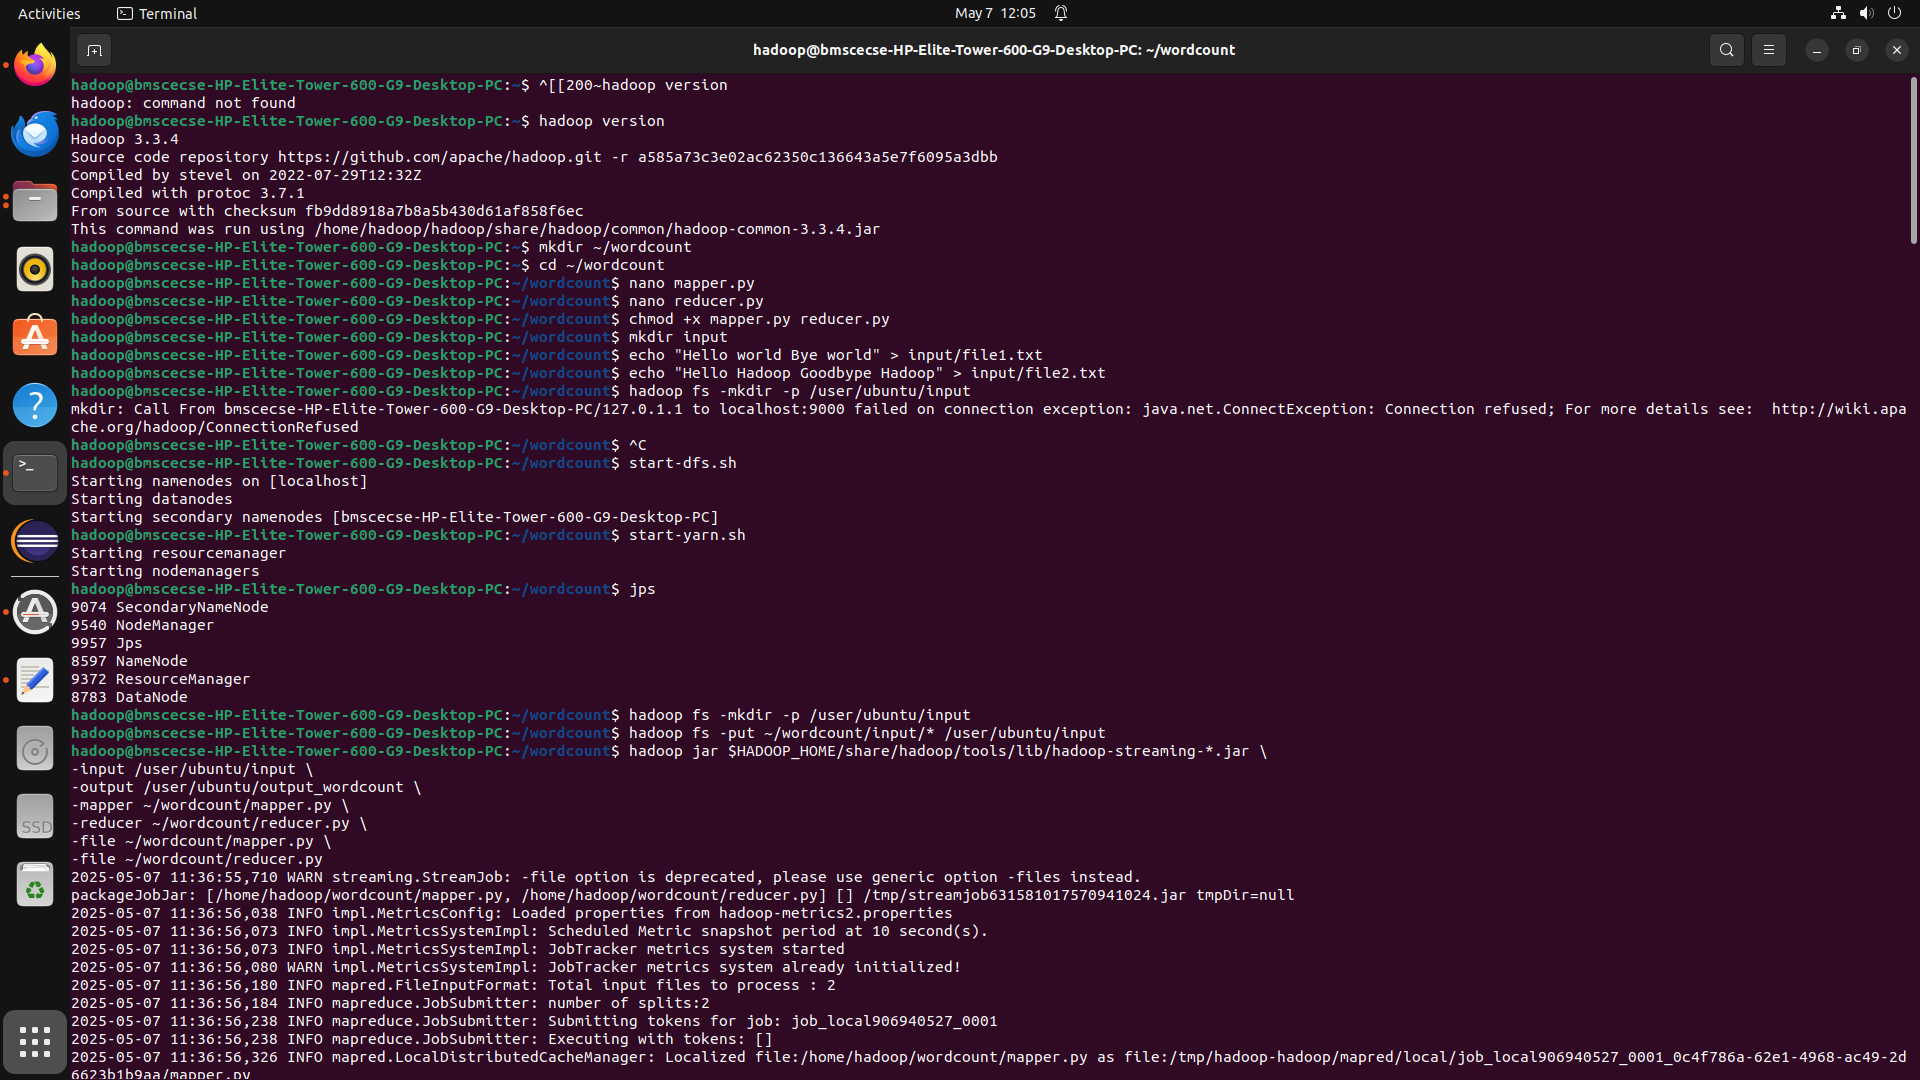 Activities
Terminal
May 7 12:05
hadoop@bmscecse-HP-Elite-Tower-600-G9-Desktop-PC: ~/wordcount
hadoop@bmscecse-HP-Elite-Tower-600-G9-Desktop-PC:~$ ^[[200~hadoop version
hadoop: command not found
hadoop@bmscecse-HP-Elite-Tower-600-G9-Desktop-PC:~$ hadoop version
Hadoop 3.3.4
Source code repository https://github.com/apache/hadoop.git -r a585a73c3e02ac62350c136643a5e7f6095a3dbb
Compiled by stevel on 2022-07-29T12:32Z
Compiled with protoc 3.7.1
From source with checksum fb9dd8918a7b8a5b430d61af858f6ec
This command was run using /home/hadoop/hadoop/share/hadoop/common/hadoop-common-3.3.4.jar
hadoop@bmscecse-HP-Elite-Tower-600-G9-Desktop-PC:~$ mkdir ~/wordcount
hadoop@bmscecse-HP-Elite-Tower-600-G9-Desktop-PC:~$ cd ~/wordcount
hadoop@bmscecse-HP-Elite-Tower-600-G9-Desktop-PC:~/wordcount$ nano mapper.py
hadoop@bmscecse-HP-Elite-Tower-600-G9-Desktop-PC:~/wordcount$ nano reducer.py
hadoop@bmscecse-HP-Elite-Tower-600-G9-Desktop-PC:~/wordcount$ chmod +x mapper.py reducer.py
hadoop@bmscecse-HP-Elite-Tower-600-G9-Desktop-PC:~/wordcount$ mkdir input
hadoop@bmscecse-HP-Elite-Tower-600-G9-Desktop-PC:~/wordcount$ echo "Hello world Bye world" > input/file1.txt
hadoop@bmscecse-HP-Elite-Tower-600-G9-Desktop-PC:~/wordcount$ echo "Hello Hadoop Goodbype Hadoop" > input/file2.txt
hadoop@bmscecse-HP-Elite-Tower-600-G9-Desktop-PC:~/wordcount$ hadoop fs -mkdir -p /user/ubuntu/input
mkdir: Call From bmscecse-HP-Elite-Tower-600-G9-Desktop-PC/127.0.1.1 to localhost:9000 failed on connection exception: java.net.ConnectException: Connection refused; For more details see:  http://wiki.apa
che.org/hadoop/ConnectionRefused
hadoop@bmscecse-HP-Elite-Tower-600-G9-Desktop-PC:~/wordcount$ ^C
hadoop@bmscecse-HP-Elite-Tower-600-G9-Desktop-PC:~/wordcount$ start-dfs.sh
Starting namenodes on [localhost]
Starting datanodes
Starting secondary namenodes [bmscecse-HP-Elite-Tower-600-G9-Desktop-PC]
hadoop@bmscecse-HP-Elite-Tower-600-G9-Desktop-PC:~/wordcount$ start-yarn.sh
Starting resourcemanager
Starting nodemanagers
hadoop@bmscecse-HP-Elite-Tower-600-G9-Desktop-PC:~/wordcount$ jps
9074 SecondaryNameNode
9540 NodeManager
9957 Jps
8597 NameNode
9372 ResourceManager
8783 DataNode
hadoop@bmscecse-HP-Elite-Tower-600-G9-Desktop-PC:~/wordcount$ hadoop fs -mkdir -p /user/ubuntu/input
hadoop@bmscecse-HP-Elite-Tower-600-G9-Desktop-PC:~/wordcount$ hadoop fs -put ~/wordcount/input/* /user/ubuntu/input
hadoop@bmscecse-HP-Elite-Tower-600-G9-Desktop-PC:~/wordcount$ hadoop jar $HADOOP_HOME/share/hadoop/tools/lib/hadoop-streaming-*.jar \
-input /user/ubuntu/input \
-output /user/ubuntu/output_wordcount \
-mapper ~/wordcount/mapper.py \
-reducer ~/wordcount/reducer.py \
-file ~/wordcount/mapper.py \
-file ~/wordcount/reducer.py
2025-05-07 11:36:55,710 WARN streaming.StreamJob: -file option is deprecated, please use generic option -files instead.
packageJobJar: [/home/hadoop/wordcount/mapper.py, /home/hadoop/wordcount/reducer.py] [] /tmp/streamjob631581017570941024.jar tmpDir=null
2025-05-07 11:36:56,038 INFO impl.MetricsConfig: Loaded properties from hadoop-metrics2.properties
2025-05-07 11:36:56,073 INFO impl.MetricsSystemImpl: Scheduled Metric snapshot period at 10 second(s).
2025-05-07 11:36:56,073 INFO impl.MetricsSystemImpl: JobTracker metrics system started
2025-05-07 11:36:56,080 WARN impl.MetricsSystemImpl: JobTracker metrics system already initialized!
2025-05-07 11:36:56,180 INFO mapred.FileInputFormat: Total input files to process : 2
2025-05-07 11:36:56,184 INFO mapreduce.JobSubmitter: number of splits:2
2025-05-07 11:36:56,238 INFO mapreduce.JobSubmitter: Submitting tokens for job: job_local906940527_0001
2025-05-07 11:36:56,238 INFO mapreduce.JobSubmitter: Executing with tokens: []
2025-05-07 11:36:56,326 INFO mapred.LocalDistributedCacheManager: Localized file:/home/hadoop/wordcount/mapper.py as file:/tmp/hadoop-hadoop/mapred/local/job_local906940527_0001_0c4f786a-62e1-4968-ac49-2d
6623b1b9aa/mapper.py
SSD